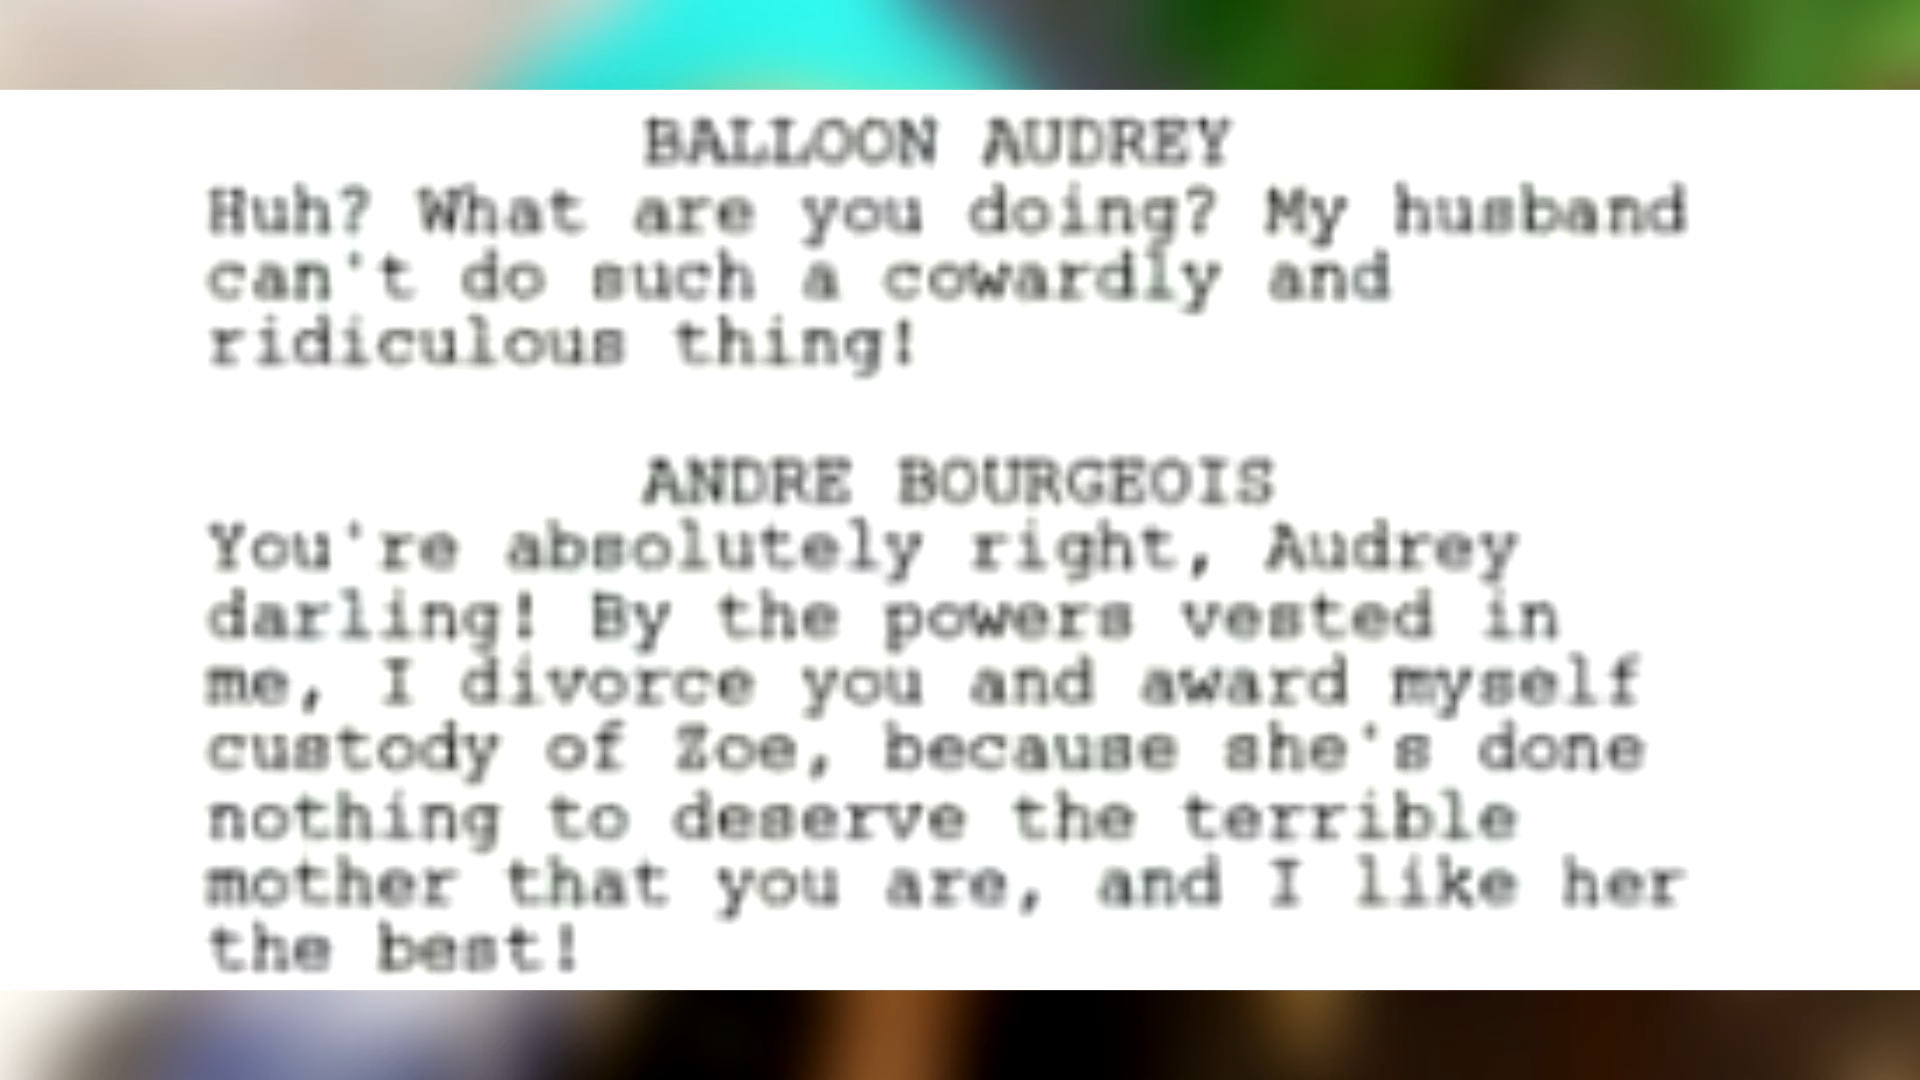 BALLOON AUDREY
Huh? What are you doing? My husband
can't do such a cowardly and
ridiculous thing!
ANDRE BOURGEOIS
You're absolutely right, Audrey
darling! By the powers vested in
me, I divorce you and award myself
custody of Zoe, because she's done
nothing to deserve the terrible
mother that you are, and I like her
the best!